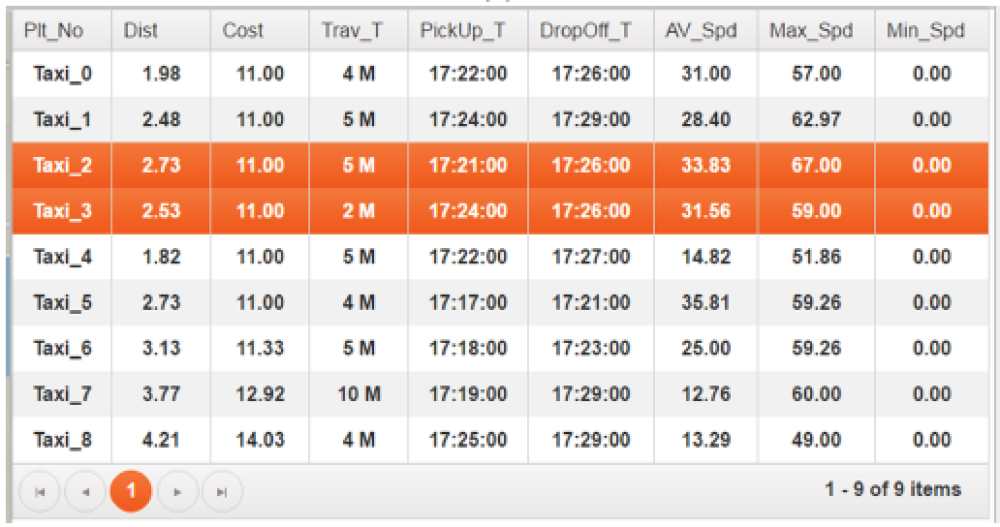 Plt_No Dist Cost Trav_T PickUp_T DropOff_T AV_Spd Max_Spd Min_Spd
Taxi_0 1.98 11.00 4 M 17:22:00 17:26:00 31.00 57.00 0.00
Taxi_1 2.48 11.00 5 M 17:24:00 17:29:00 28.40 62.97 0.00
Taxi_2 2.73 11.00 5 M 17:21:00 17:26:00 33.83 67.00 0.00
Taxi_3 2.53 11.00 2 M 17:24:00 17:26:00 31.56 59.00 0.00
Taxi_4 1.82 11.00 5 M 17:22:00 17:27:00 14.82 51.86 0.00
Taxi_5 2.73 11.00 4 M 17:17:00 17:21:00 35.81 59.26 0.00
Taxi_6 3.13 11.33 5 M 17:18:00 17:23:00 25.00 59.26 0.00
Taxi_7 3.77 12.92 10 M 17:19:00 17:29:00 12.76 60.00 0.00
Taxi_8 4.21 14.03 4 M 17:25:00 17:29:00 13.29 49.00 0.00
1 1 - 9 of 9 items